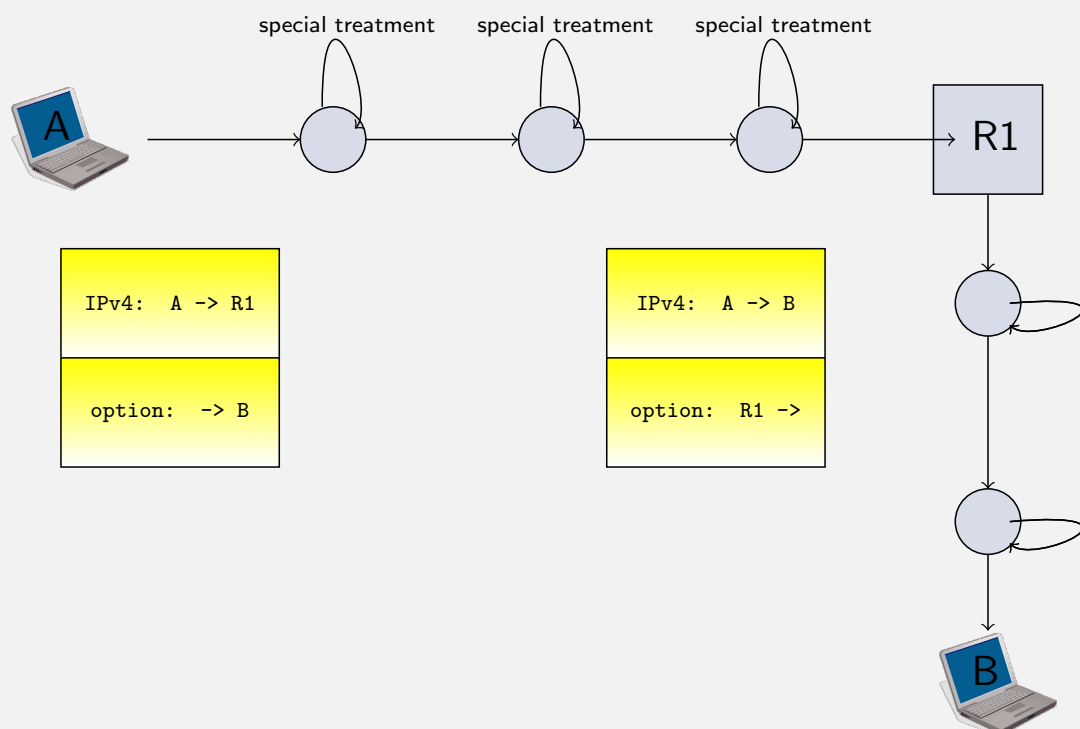 special treatment special treatment special treatment
A
R1
IPv4: A -> R1
option: -> B
IPv4: A -> B
option: R1 ->
B